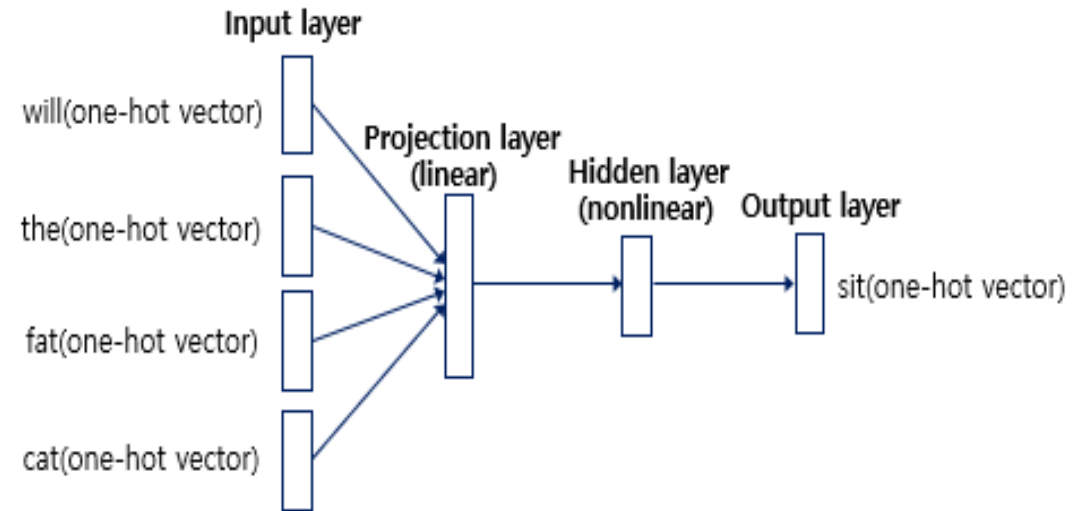 Input layer
will(one-hot vector)
Projection layer
(linear)
Hidden layer
(nonlinear)
Output layer
the(one-hot vector)
sit(one-hot vector)
fat(one-hot vector)
cat(one-hot vector)